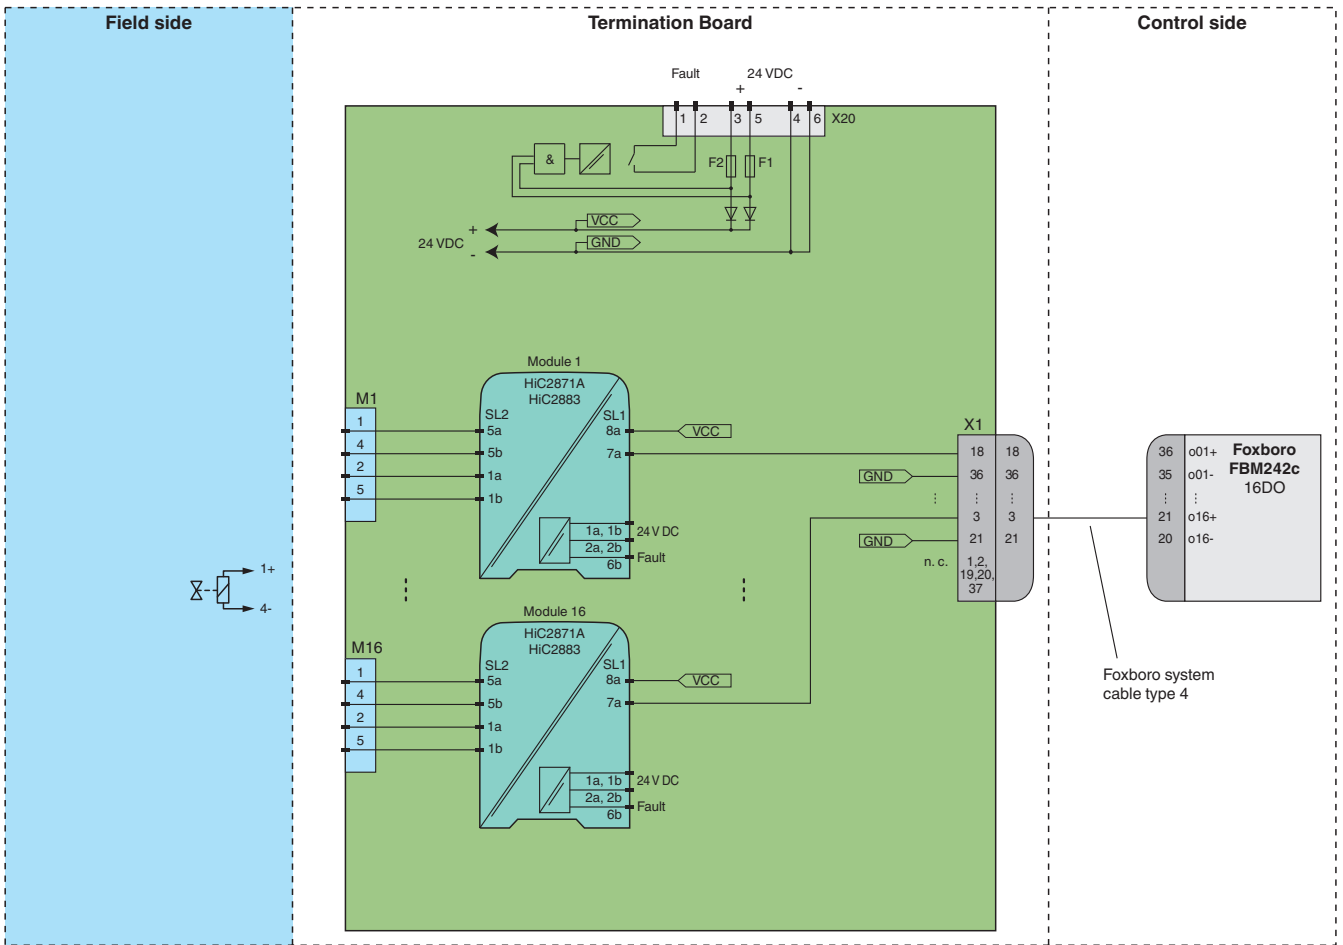 Field side
Termination Board
Control side
Fault
24 VDC
+
-
1
2
3
5
4
6
X20
&
F2
F1
VCC
GND
+
24 VDC
-
Module 1
HiC2871A
HiC2883
M1
1
4
2
5
SL2
5a
5b
1a
1b
SL1
8a
7a
VCC
1a, 1b
2a, 2b
6b
24 V DC
Fault
X1
18
18
GND
36
36
⋮
⋮
⋮
3
3
GND
21
21
n. c.
1,2,
19,20,
37
36
o01+
35
o01-
⋮
⋮
21
o16+
20
o16-
Foxboro
FBM242c
16DO
1+
4-
Module 16
HiC2871A
HiC2883
M16
1
4
2
5
SL2
5a
5b
1a
1b
SL1
8a
7a
VCC
1a, 1b
2a, 2b
6b
24 V DC
Fault
Foxboro system
cable type 4